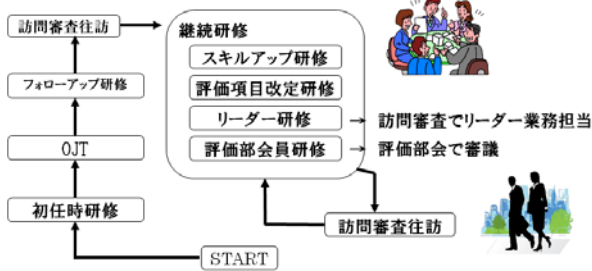 訪問審査往訪
継続研修
スキルアップ研修
フォローアップ研修
評価項目改定研修
リーダー研修
訪問審査でリーダー業務担当
OJT
評価部会員研修
評価部会で審議
初任時研修
訪問審査往訪
START